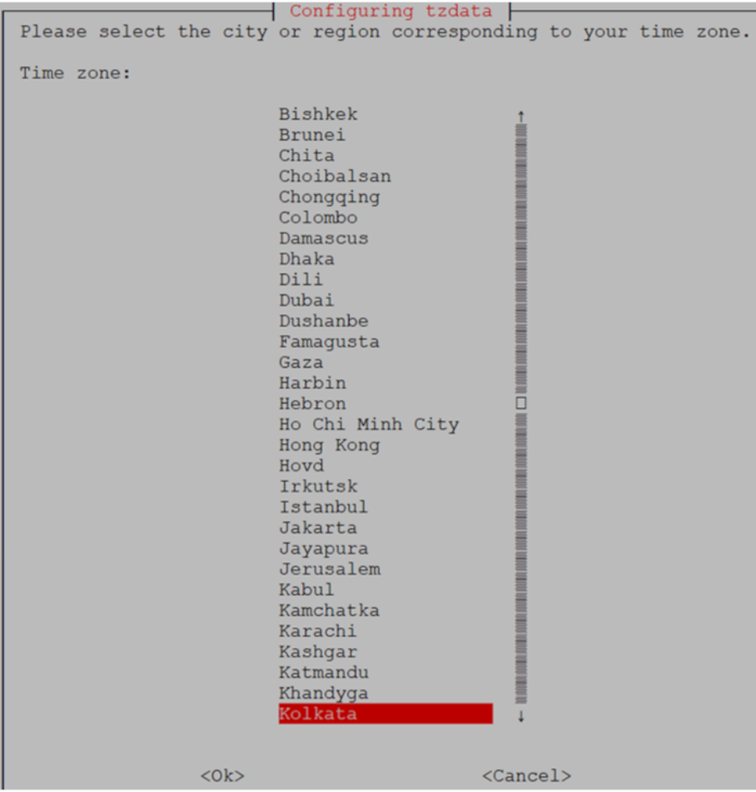 Configuring tzdata
Please select the city or region corresponding to your time zone.
Time zone:
Bishkek
Brunei
Chita
Choibalsan
Chongqing
Colombo
Damascus
Dhaka
Dili
Dubai
Dushanbe
Famagusta
Gaza
Harbin
Hebron
Ho Chi Minh City
Hong Kong
Hovd
Irkutsk
Istanbul
Jakarta
Jayapura
Jerusalem
Kabul
Kamchatka
Karachi
Kashgar
Katmandu
Khandyga
Kolkata
<Ok> <Cancel>